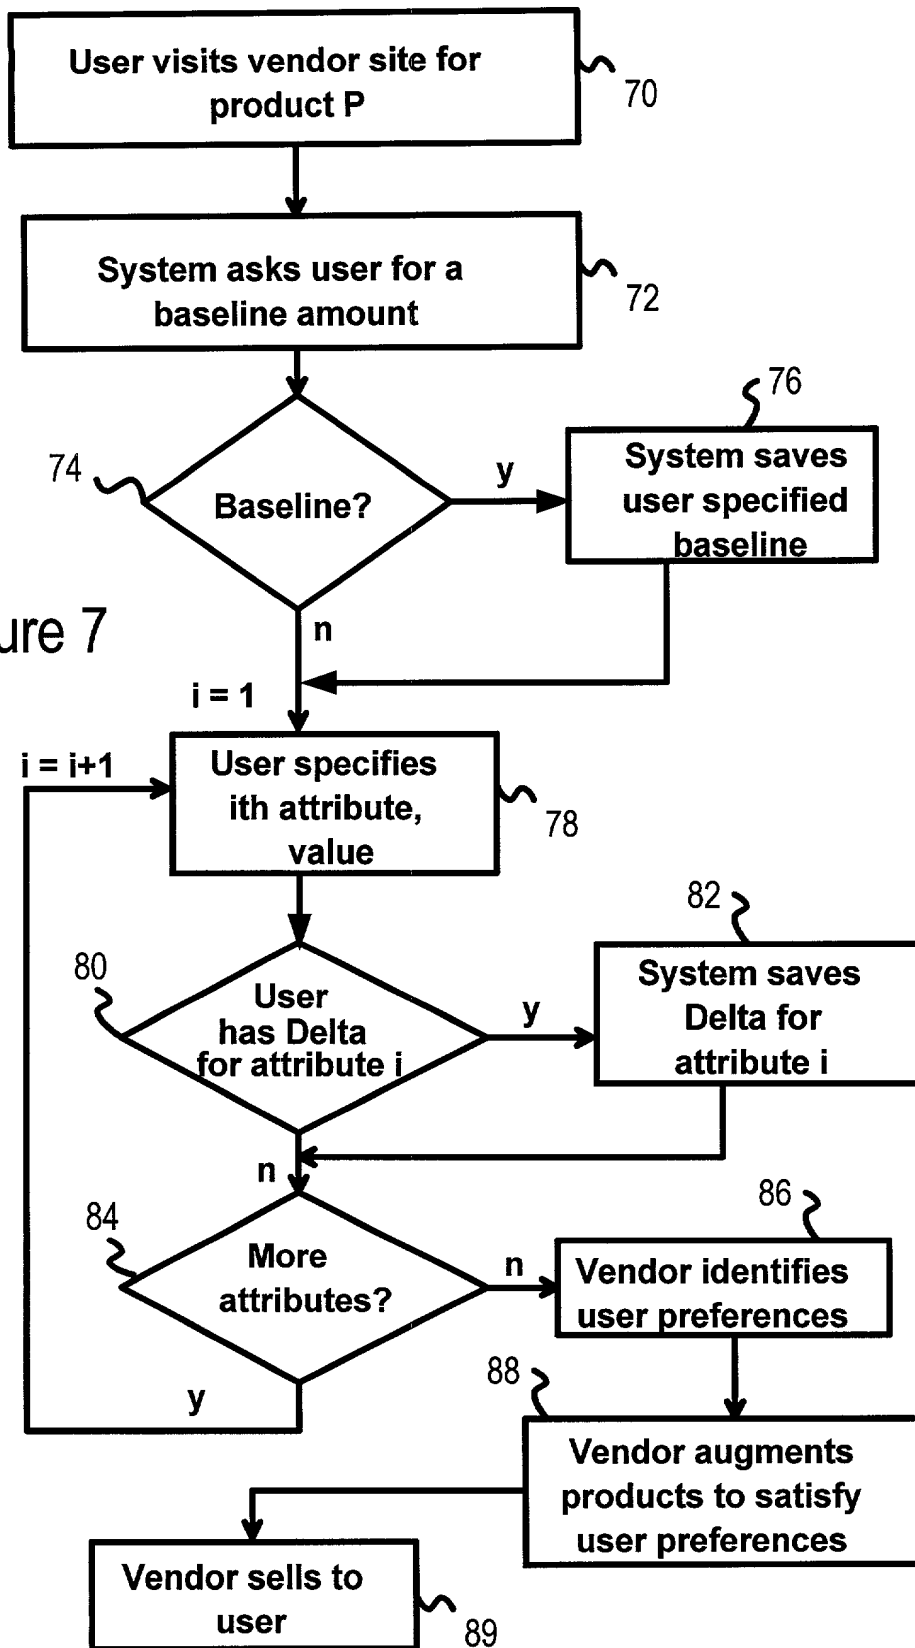 User visits vendor site for
product P
70
System asks user for a
baseline amount
72
74
Baseline?
y
n
76
System saves
user specified
baseline
ure 7
i = 1
i = i+1
User specifies
ith attribute,
value
78
80
User
has Delta
for attribute i
y
n
82
System saves
Delta for
attribute i
84
More
attributes?
n
y
86
Vendor identifies
user preferences
88
Vendor augments
products to satisfy
user preferences
Vendor sells to
user
89